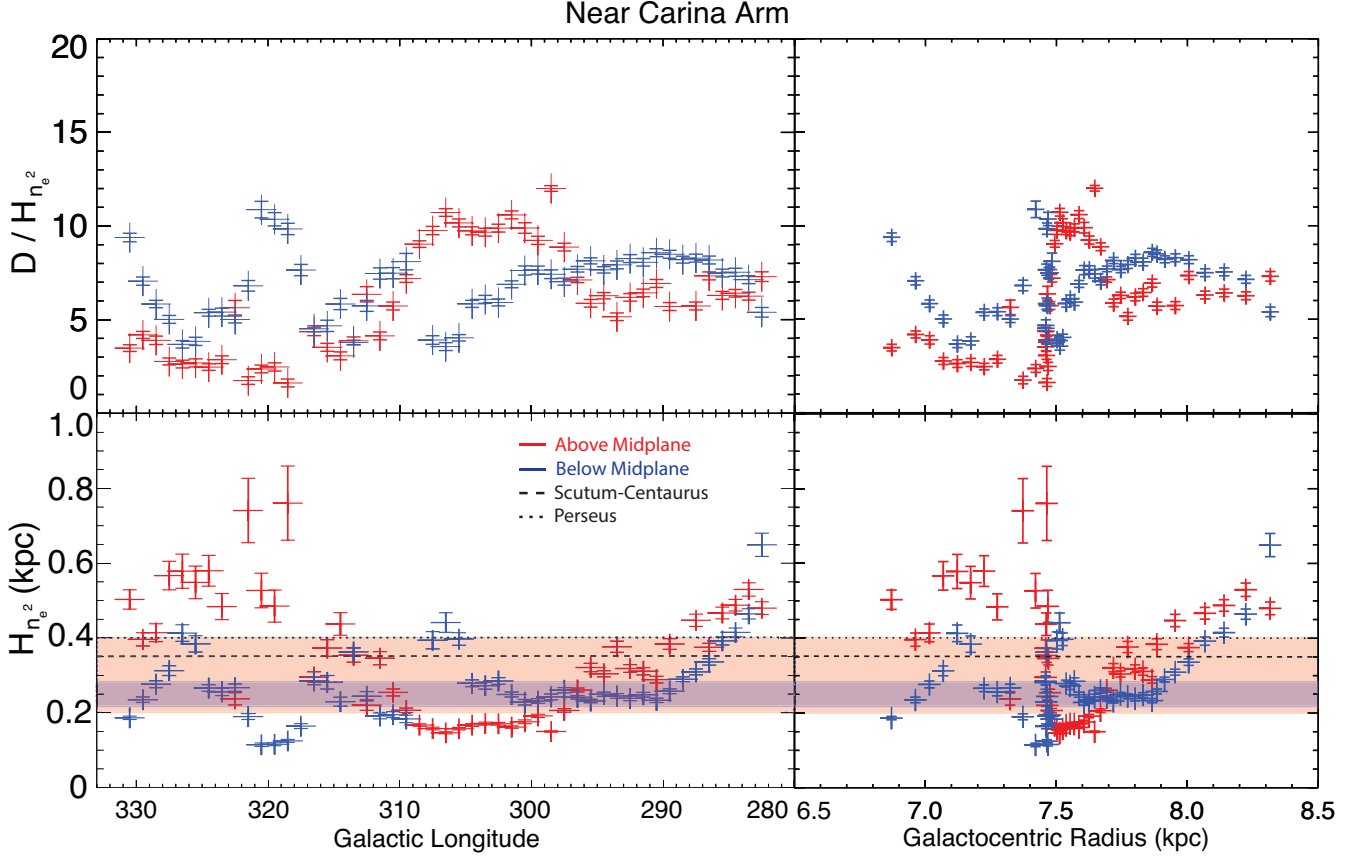 Near Carina Arm
20
15
10
5
0
D / H n_e^2
1.0
0.8
0.6
0.4
0.2
0
H n_e^2 (kpc)
Above Midplane
Below Midplane
Scutum-Centaurus
Perseus
330 320 310 300 290 280
6.5 7.0 7.5 8.0 8.5
Galactic Longitude
Galactocentric Radius (kpc)